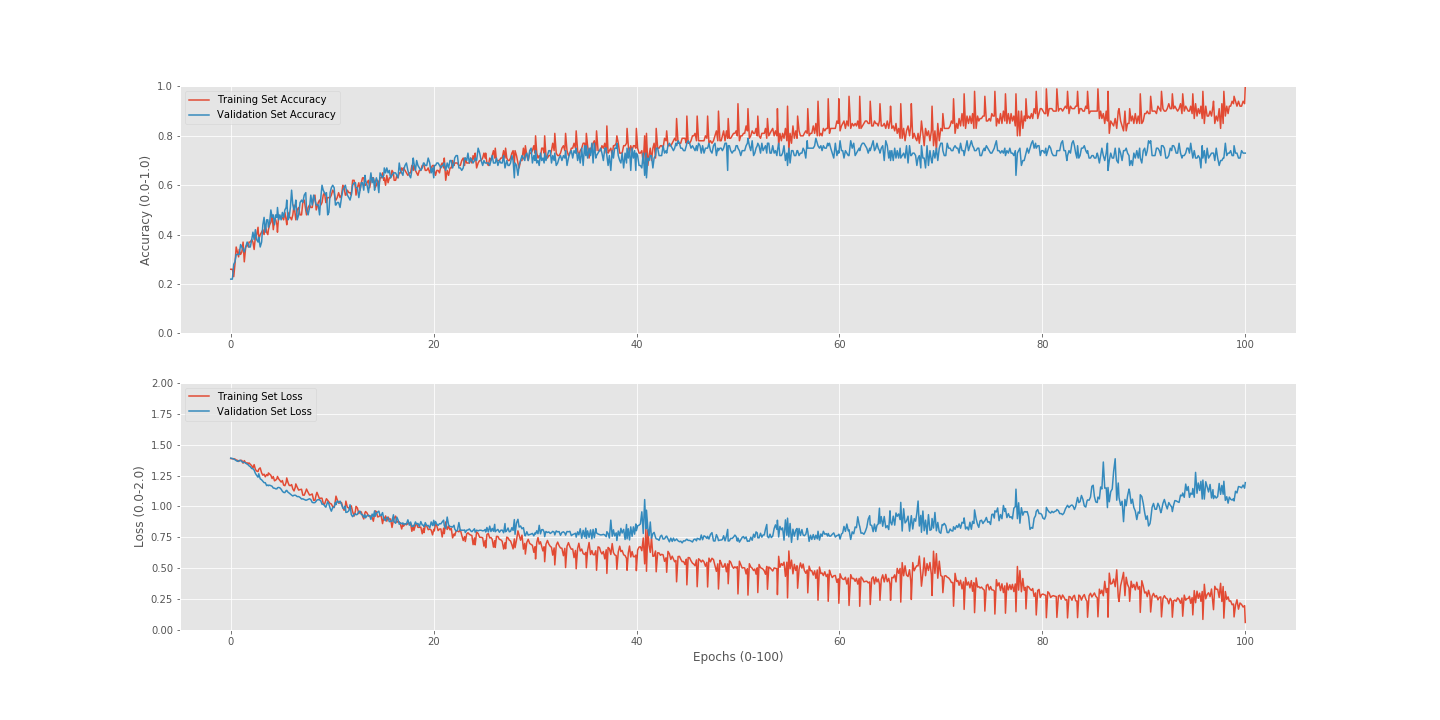 1.0
Training Set Accuracy
Validation Set Accuracy
0.8
0.6
Accuracy (0.0-1.0)
0.4
0.2
0.0
0 20 40 60 80 100
2.00
Training Set Loss
Validation Set Loss
1.75
1.50
1.25
1.00
Loss (0.0-2.0)
0.75
0.50
0.25
0.00
0 20 40 60 80 100
Epochs (0-100)